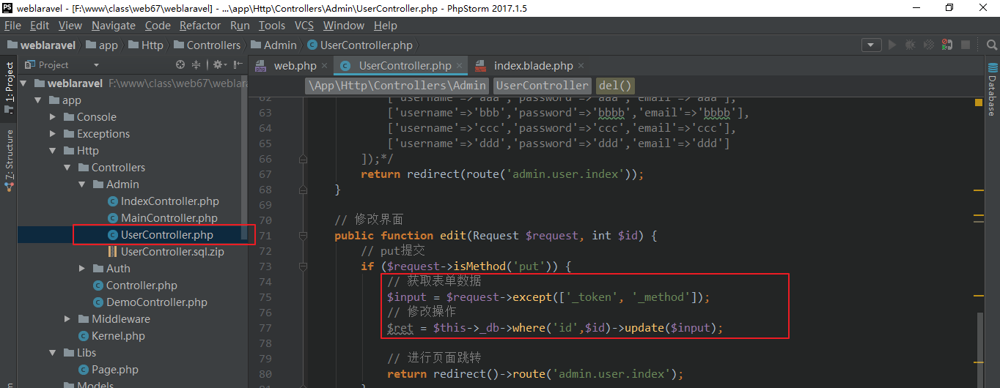 weblaravel - [F:\www\class\web67\weblaravel] - ...\app\Http\Controllers\Admin\UserController.php - PhpStorm 2017.1.5
File Edit View Navigate Code Refactor Run Tools VCS Window Help
weblaravel app Http Controllers Admin UserController.php
1: Project
7: Structure
Project
weblaravel F:\www\class\web67\weblara
app
Console
Exceptions
Http
Controllers
Admin
IndexController.php
MainController.php
UserController.php
UserController.sql.zip
Auth
Controller.php
DemoController.php
Middleware
Kernel.php
Libs
Page.php
Models
web.php UserController.php index.blade.php
\App\Http\Controllers\Admin UserController del()
62 ['username'=>'aaa','password'=>'aaa','email'=>'aaa'],
63 ['username'=>'bbb','password'=>'bbbb','email'=>'bbbb'],
64 ['username'=>'ccc','password'=>'ccc','email'=>'ccc'],
65 ['username'=>'ddd','password'=>'ddd','email'=>'ddd']
66 ]);*/
67 return redirect(route('admin.user.index'));
68 }
69
70 // 修改界面
71 public function edit(Request $request, int $id) {
72 // put提交
73 if ($request->isMethod('put')) {
74 // 获取表单数据
75 $input = $request->except(['_token', '_method']);
76 // 修改操作
77 $ret = $this->_db->where('id',$id)->update($input);
78
79 // 进行页面跳转
80 return redirect()->route('admin.user.index');
Database